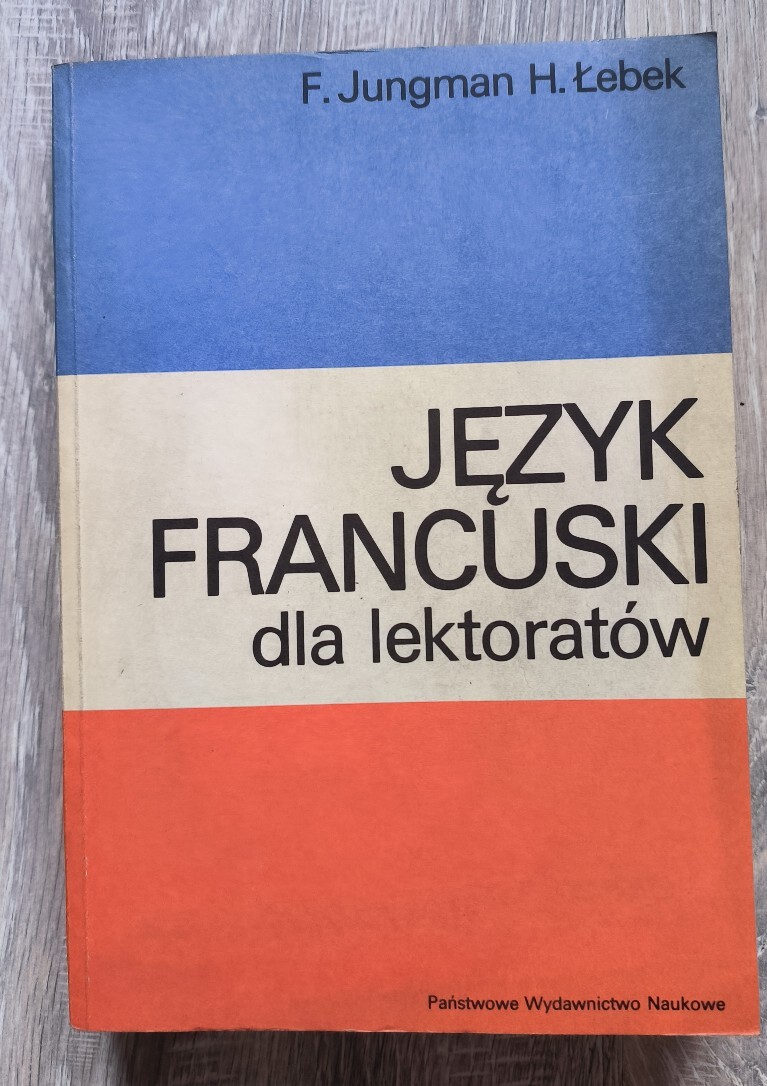 F. Jungman H. Łebek
JĘZYK
FRANCUSKI
dla lektoratów
Państwowe Wydawnictwo Naukowe